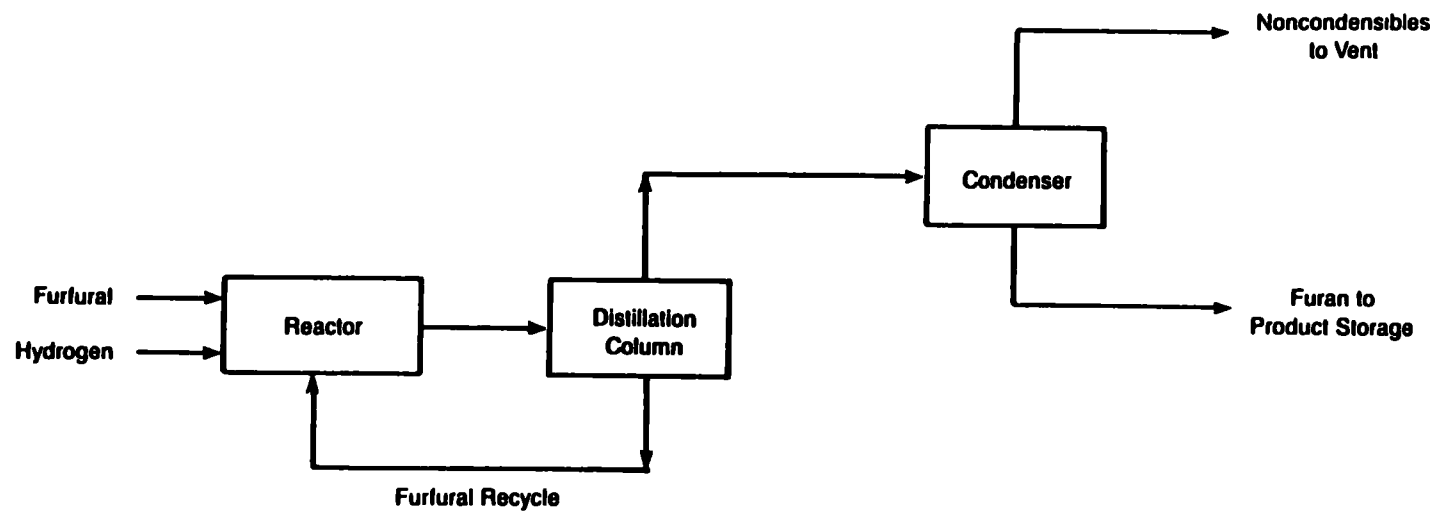 Noncondensibles
to Vent
Condenser
Furfural
Hydrogen
Reactor
Distillation
Column
Furan to
Product Storage
Furfural Recycle